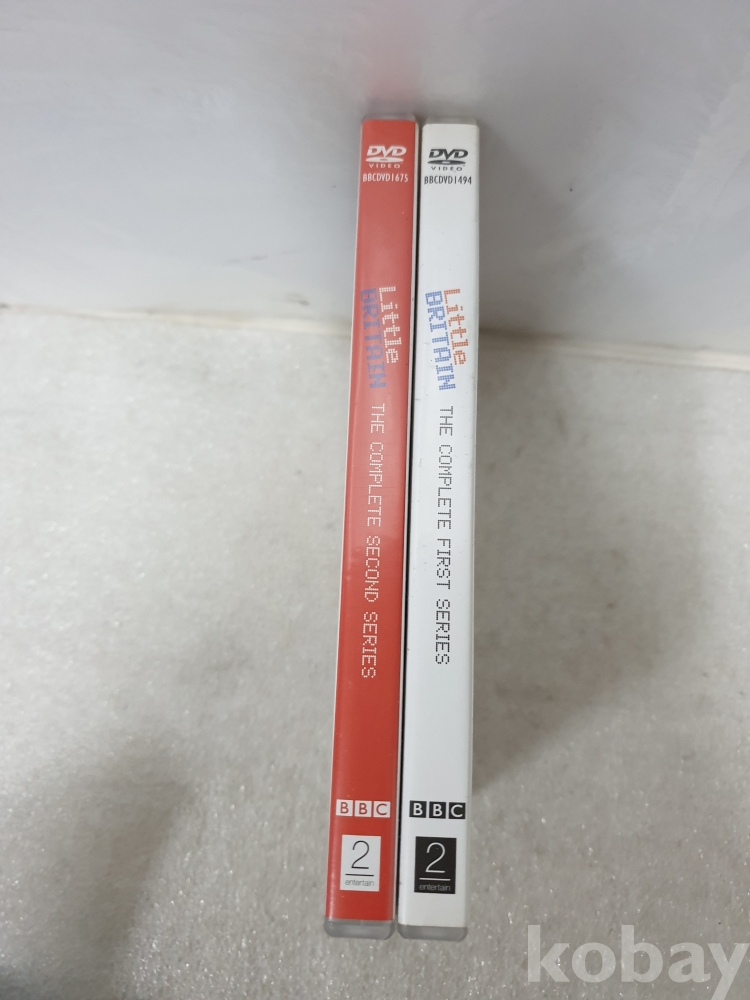 DVD
VIDEO
BBCDVD1675
Little
BRITAIN
THE COMPLETE SECOND SERIES
BBC
2
entertain
DVD
VIDEO
BBCDVD1494
Little
BRITAIN
THE COMPLETE FIRST SERIES
BBC
2
entertain
kobay